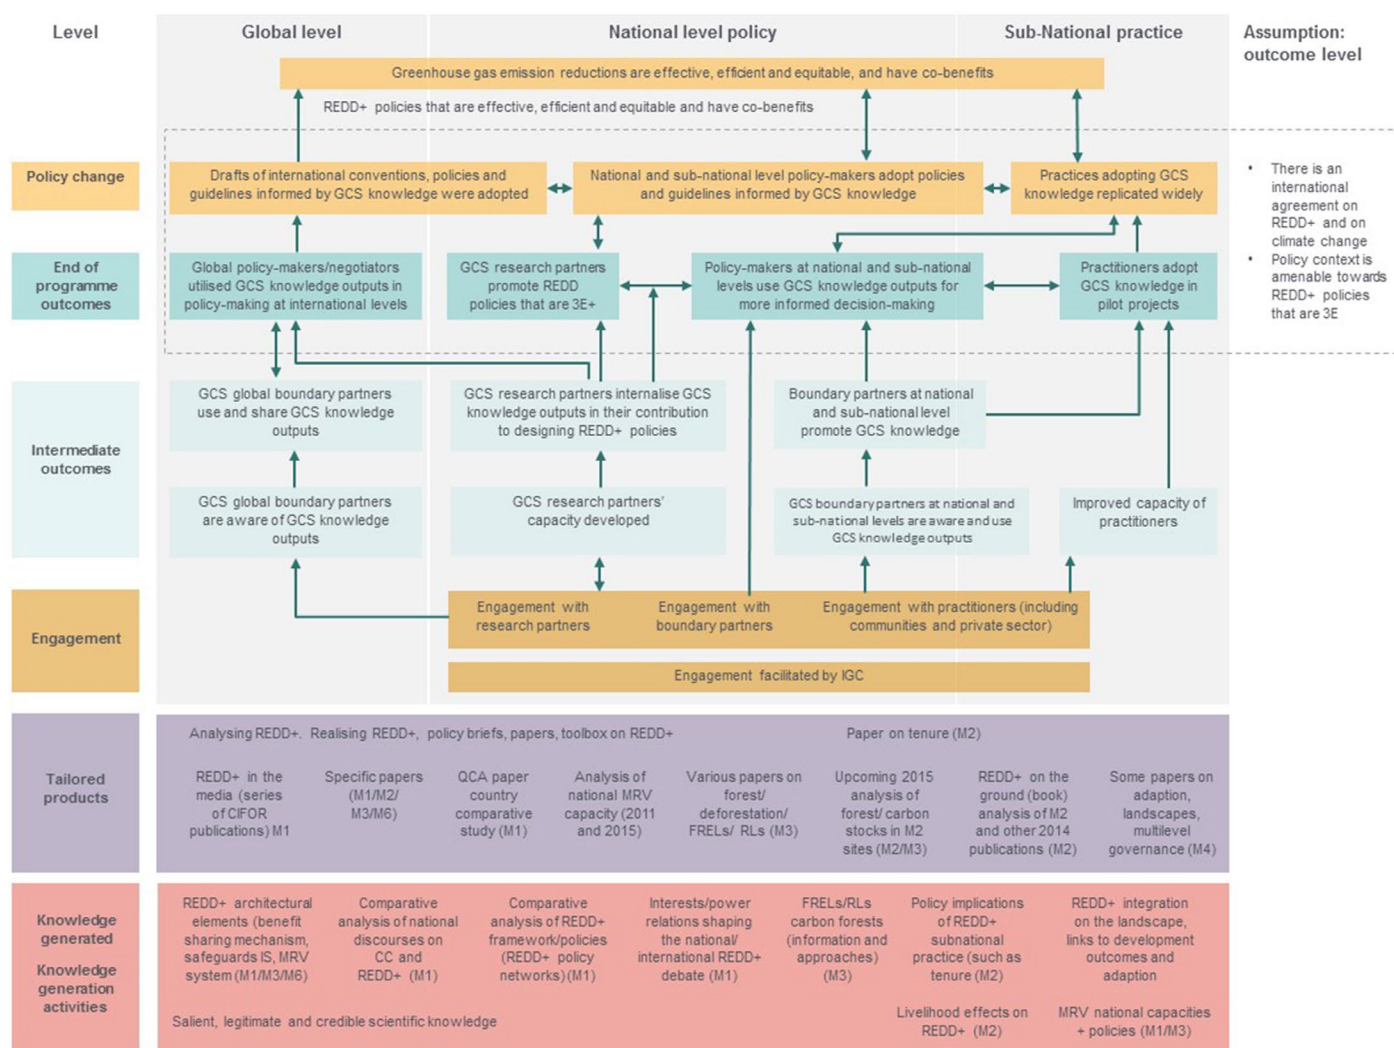 Level
Global level
National level policy
Sub-National practice
Assumption:
outcome level
Greenhouse gas emission reductions are effective, efficient and equitable, and have co-benefits
REDD+ policies that are effective, efficient and equitable and have co-benefits
Policy change
Drafts of international conventions, policies and
guidelines informed by GCS knowledge were adopted
National and sub-national level policy-makers adopt policies
and guidelines informed by GCS knowledge
Practices adopting GCS
knowledge replicated widely
• There is an
international
agreement on
REDD+ and on
climate change
• Policy context is
amenable towards
REDD+ policies
that are 3E
End of
programme
outcomes
Global policy-makers/negotiators
utilised GCS knowledge outputs in
policy-making at international levels
GCS research partners
promote REDD
policies that are 3E+
Policy-makers at national and sub-national
levels use GCS knowledge outputs for
more informed decision-making
Practitioners adopt
GCS knowledge in
pilot projects
Intermediate
outcomes
GCS global boundary partners
use and share GCS knowledge
outputs
GCS research partners internalise GCS
knowledge outputs in their contribution
to designing REDD+ policies
Boundary partners at national
and sub-national level
promote GCS knowledge
GCS global boundary partners
are aware of GCS knowledge
outputs
GCS research partners'
capacity developed
GCS boundary partners at national and
sub-national levels are aware and use
GCS knowledge outputs
Improved capacity of
practitioners
Engagement
Engagement with
research partners
Engagement with
boundary partners
Engagement with practitioners (including
communities and private sector)
Engagement facilitated by IGC
Tailored
products
Analysing REDD+. Realising REDD+, policy briefs, papers, toolbox on REDD+
Paper on tenure (M2)
REDD+ in the
media (series
of CIFOR
publications) M1
Specific papers
(M1/M2/
M3/M6)
QCA paper
country
comparative
study (M1)
Analysis of
national MRV
capacity (2011
and 2015)
Various papers on
forest/
deforestation/
FRELs/ RLs (M3)
Upcoming 2015
analysis of
forest/ carbon
stocks in M2
sites (M2/M3)
REDD+ on the
ground (book)
analysis of M2
and other 2014
publications (M2)
Some papers on
adaption,
landscapes,
multilevel
governance (M4)
Knowledge
generated
Knowledge
generation
activities
REDD+ architectural
elements (benefit
sharing mechanism,
safeguards IS, MRV
system (M1/M3/M6)
Comparative
analysis of national
discourses on
CC and
REDD+ (M1)
Comparative
analysis of REDD+
framework/policies
(REDD+ policy
networks) (M1)
Interests/power
relations shaping
the national/
international REDD+
debate (M1)
FRELs/RLs
carbon forests
(information and
approaches)
(M3)
Policy implications
of REDD+
subnational
practice (such as
tenure (M2)
REDD+ integration
on the landscape,
links to development
outcomes and
adaption
Salient, legitimate and credible scientific knowledge
Livelihood effects on
REDD+ (M2)
MRV national capacities
+ policies (M1/M3)